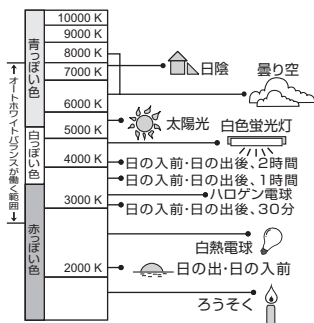 オートホワイトバランスが働く範囲
青っぽい色
白っぽい色
赤っぽい色
10000 K
9000 K
8000 K
7000 K
6000 K
5000 K
4000 K
3000 K
2000 K
日陰
曇り空
太陽光
白色蛍光灯
日の入前・日の出後、2時間
日の入前・日の出後、1時間
ハロゲン電球
日の入前・日の出後、30分
白熱電球
日の出・日の入前
ろうそく